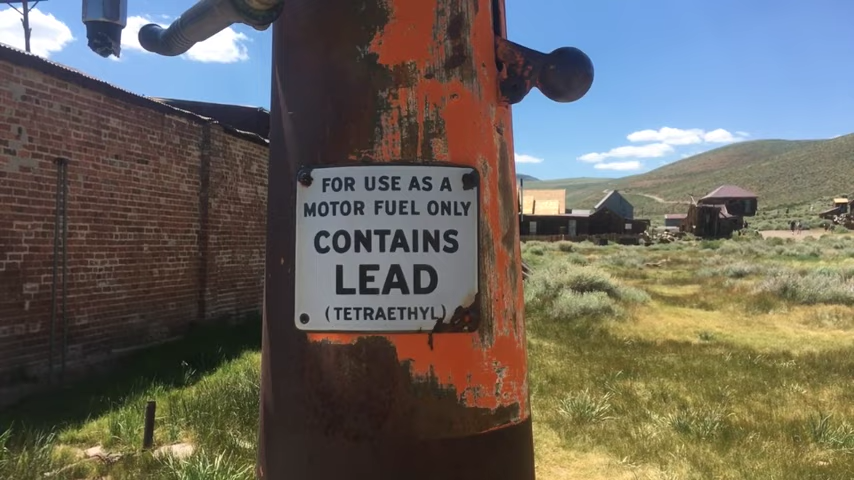 FOR USE AS A
MOTOR FUEL ONLY
CONTAINS
LEAD
(TETRAETHYL)